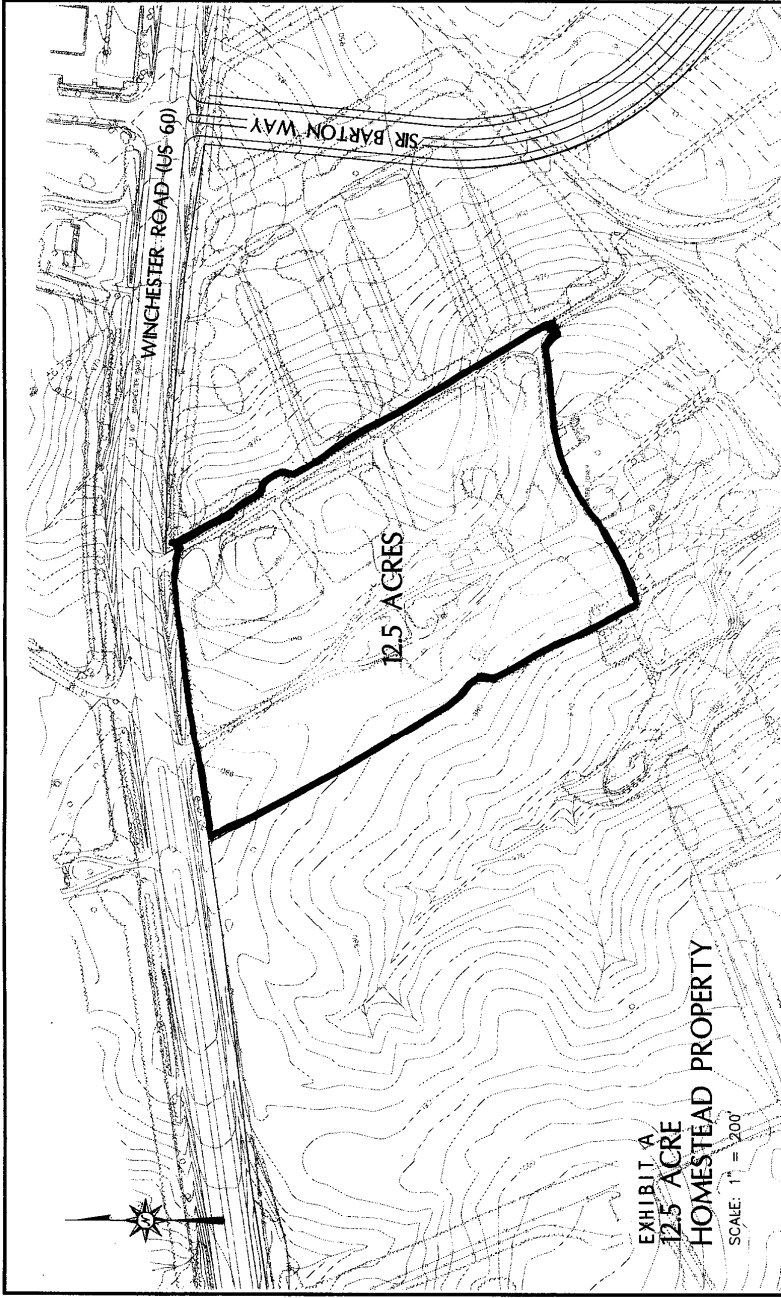 WINCHESTER ROAD (US 60)
SIR BARTON WAY
12.5 ACRES
EXHIBIT A
12.5 ACRE
HOMESTEAD PROPERTY
SCALE: 1" = 200'
N